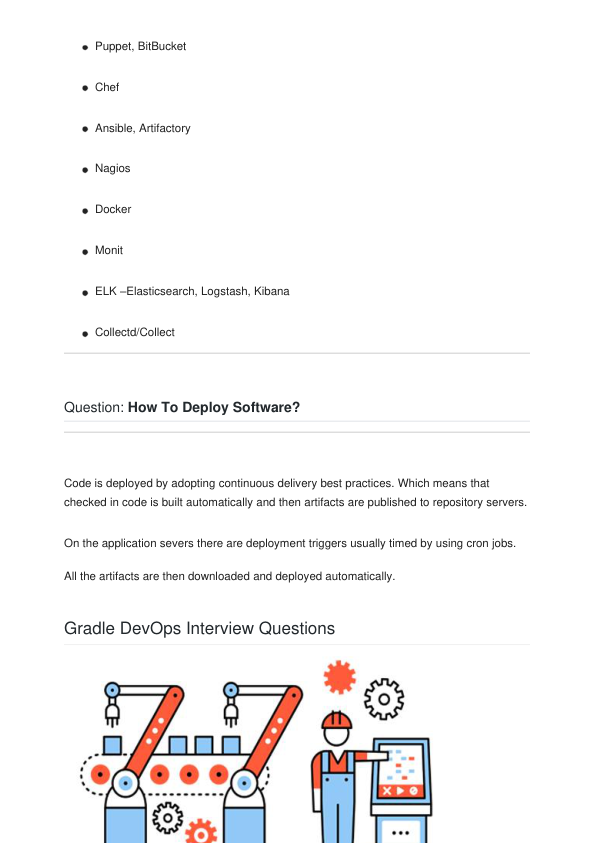 Puppet, BitBucket
Chef
Ansible, Artifactory
Nagios
Docker
Monit
ELK –Elasticsearch, Logstash, Kibana
Collectd/Collect
Question: How To Deploy Software?
Code is deployed by adopting continuous delivery best practices. Which means that
checked in code is built automatically and then artifacts are published to repository servers.
On the application severs there are deployment triggers usually timed by using cron jobs.
All the artifacts are then downloaded and deployed automatically.
Gradle DevOps Interview Questions